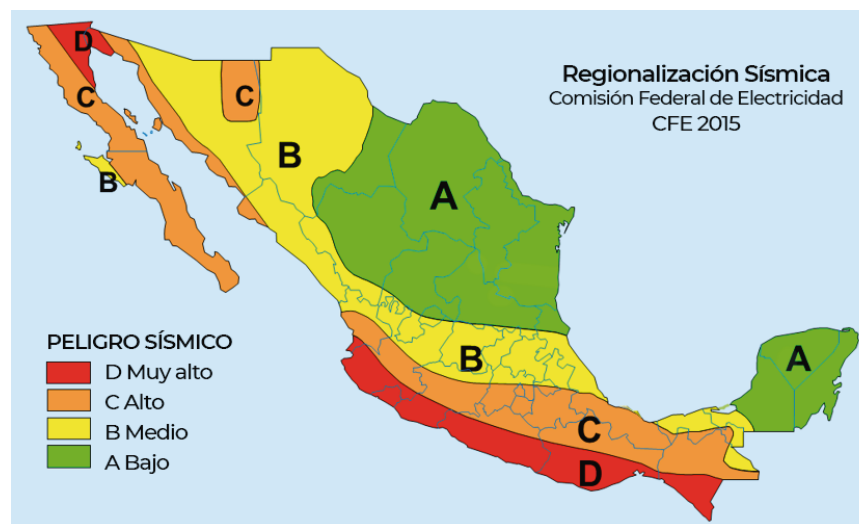 Regionalización Sísmica
Comisión Federal de Electricidad
CFE 2015
D
C
C
B
B
A
A
B
C
D
PELIGRO SÍSMICO
D Muy alto
C Alto
B Medio
A Bajo